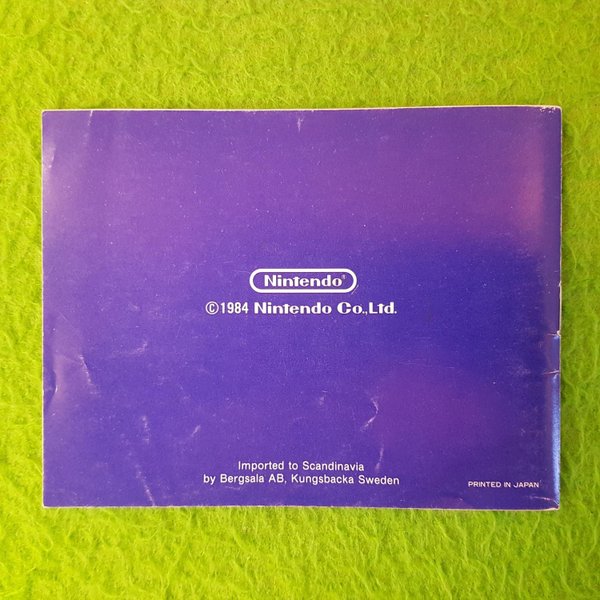 Nintendo®
©1984 Nintendo Co.,Ltd.
Imported to Scandinavia
by Bergsala AB, Kungsbacka Sweden
PRINTED IN JAPAN